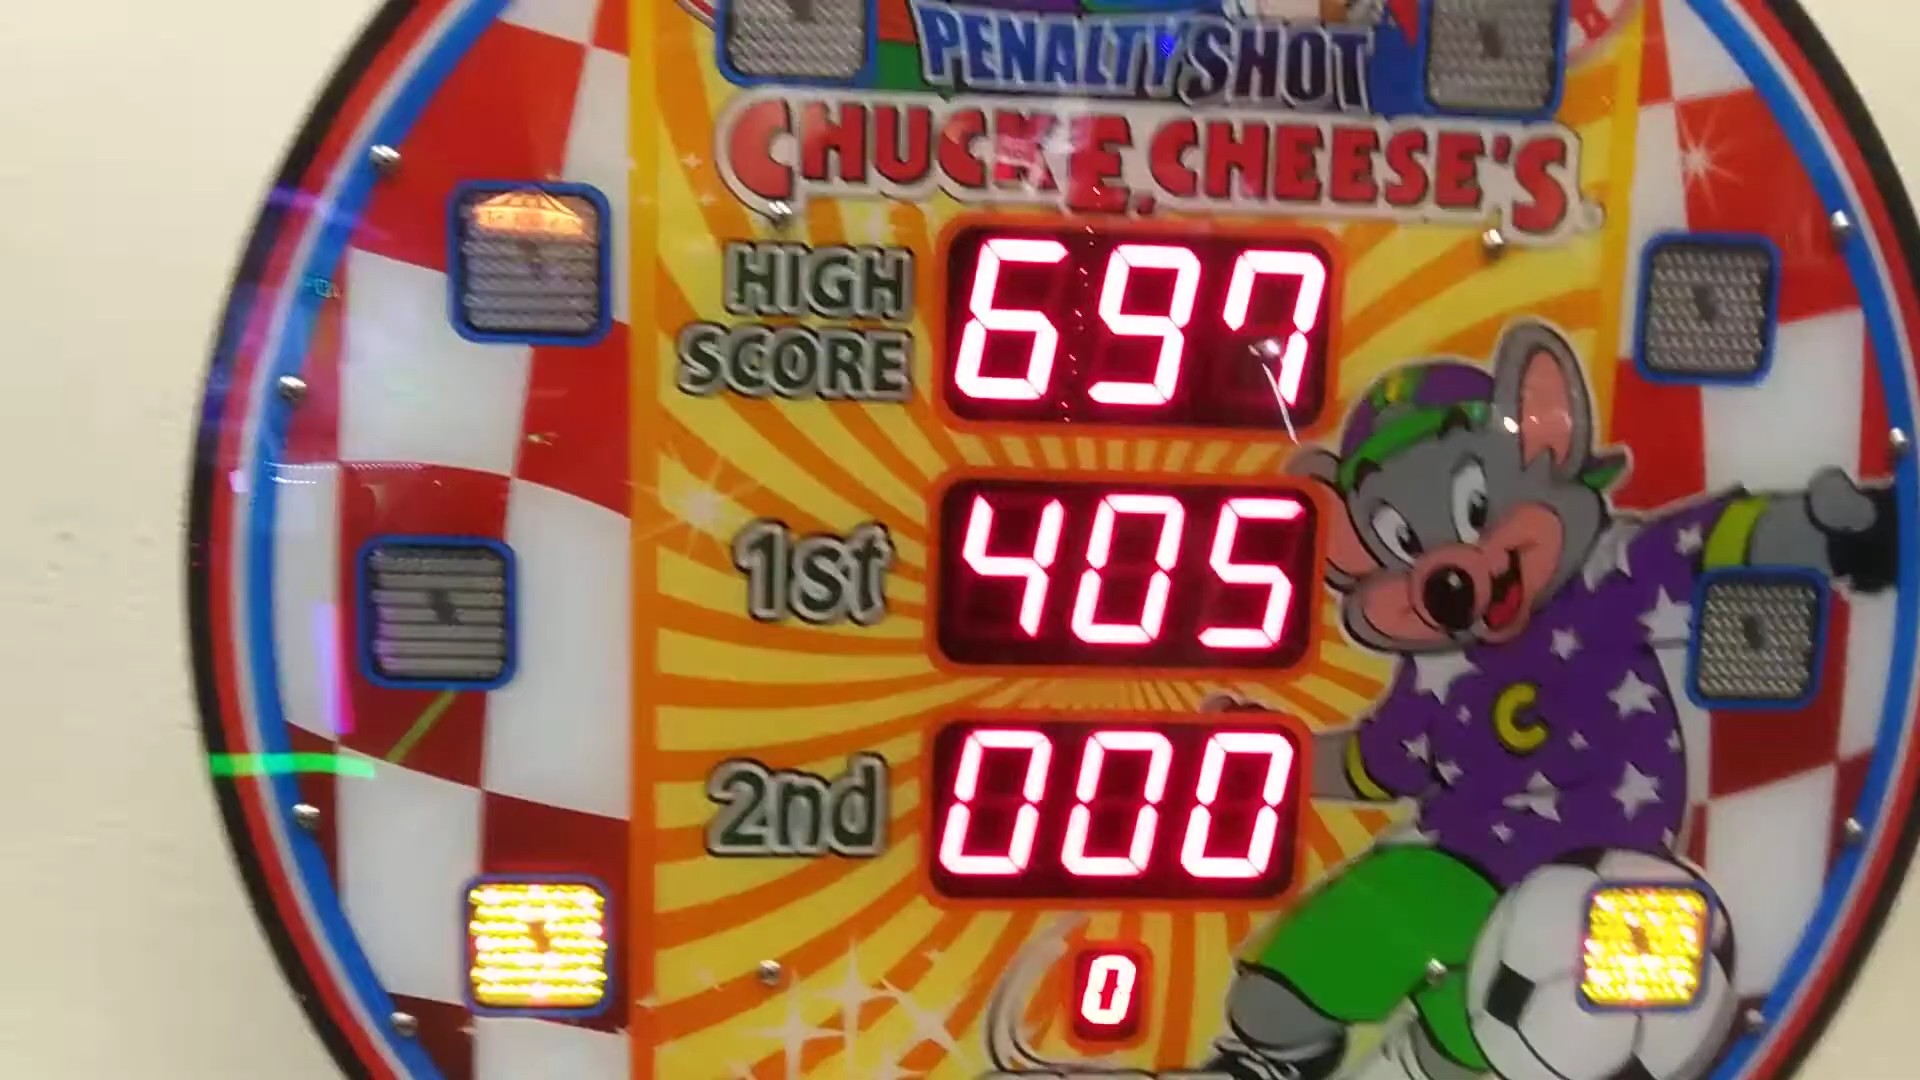 PENALTY SHOT
CHUCK E. CHEESE'S
HIGH SCORE
697
1st
405
2nd
000
0
C